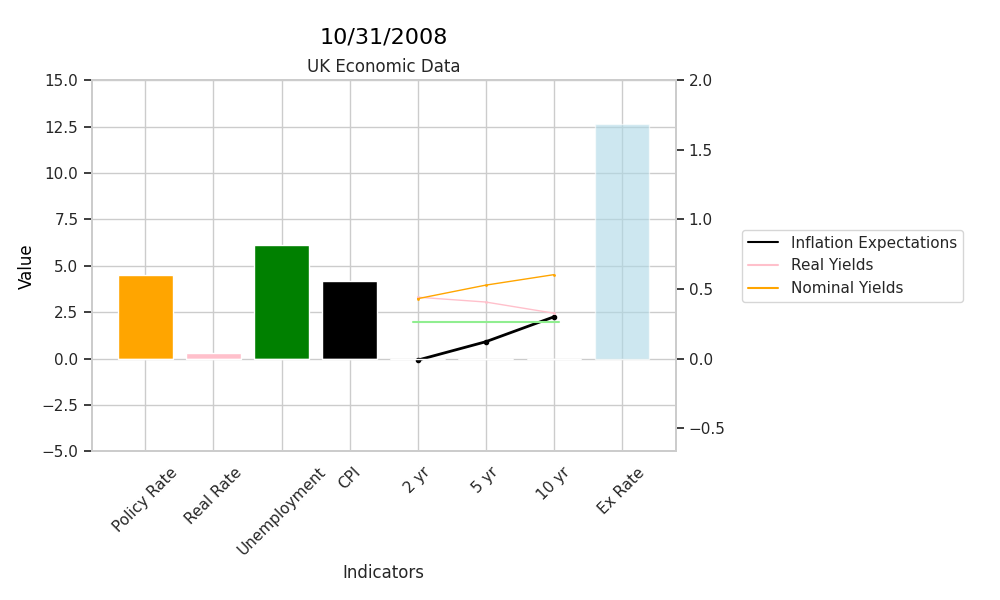 10/31/2008
UK Economic Data
15.0
12.5
10.0
7.5
5.0
2.5
0.0
−2.5
−5.0
Value
2.0
1.5
1.0
0.5
0.0
−0.5
Policy Rate
Real Rate
Unemployment
CPI
2 yr
5 yr
10 yr
Ex Rate
Indicators
Inflation Expectations
Real Yields
Nominal Yields